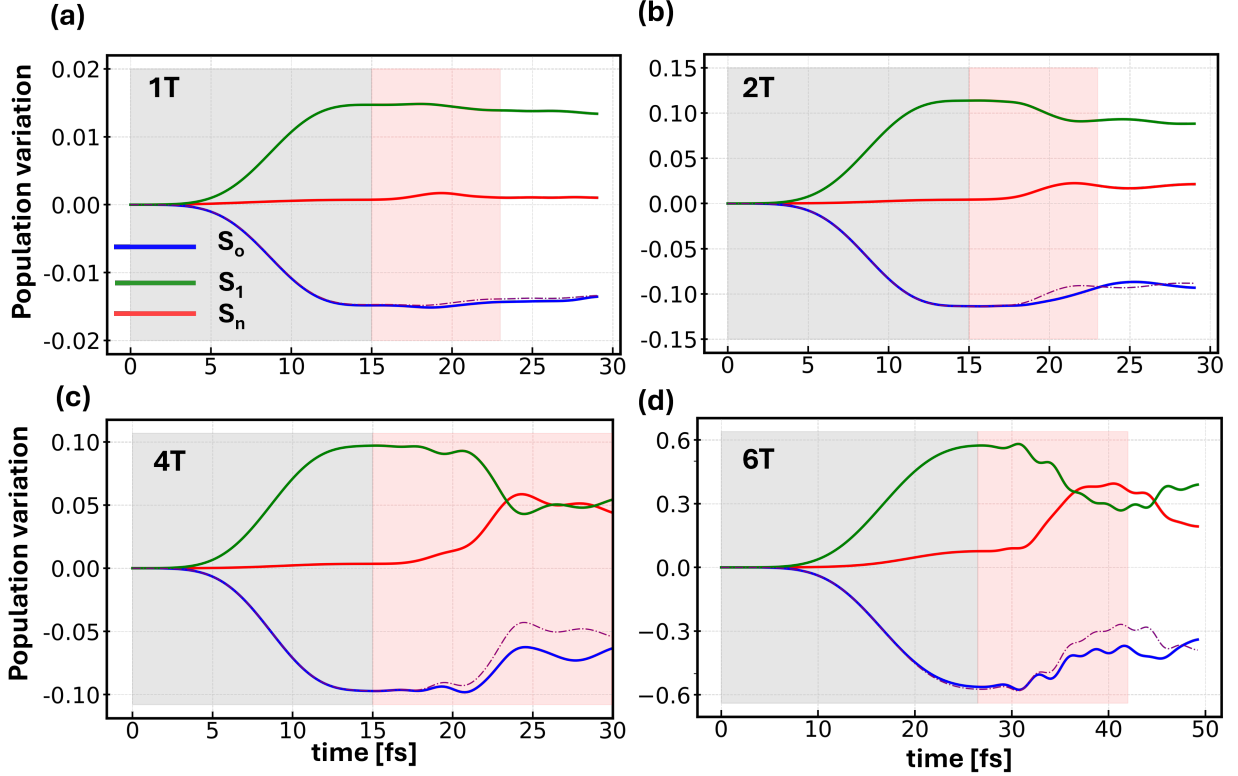 (a)
(b)
Population variation
0.02
0.01
0.00
-0.01
-0.02
1T
S₀
S₁
Sₙ
0 5 10 15 20 25 30
0.15
0.10
0.05
0.00
-0.05
-0.10
-0.15
2T
0 5 10 15 20 25 30
(c)
(d)
Population variation
0.10
0.05
0.00
-0.05
-0.10
4T
0 5 10 15 20 25 30
time [fs]
0.6
0.3
0.0
−0.3
−0.6
6T
0 10 20 30 40 50
time [fs]